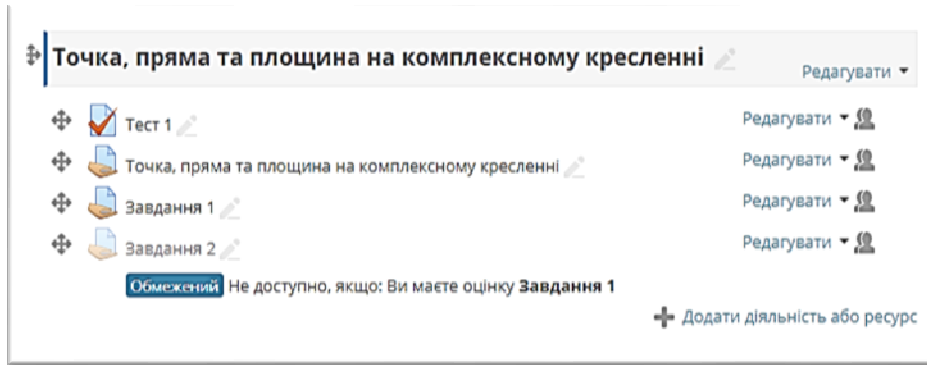 Точка, пряма та площина на комплексному кресленні
Редагувати
Тест 1
Редагувати
Точка, пряма та площина на комплексному кресленні
Редагувати
Завдання 1
Редагувати
Завдання 2
Редагувати
Обмежений Не доступно, якщо: Ви маєте оцінку Завдання 1
Додати діяльність або ресурс